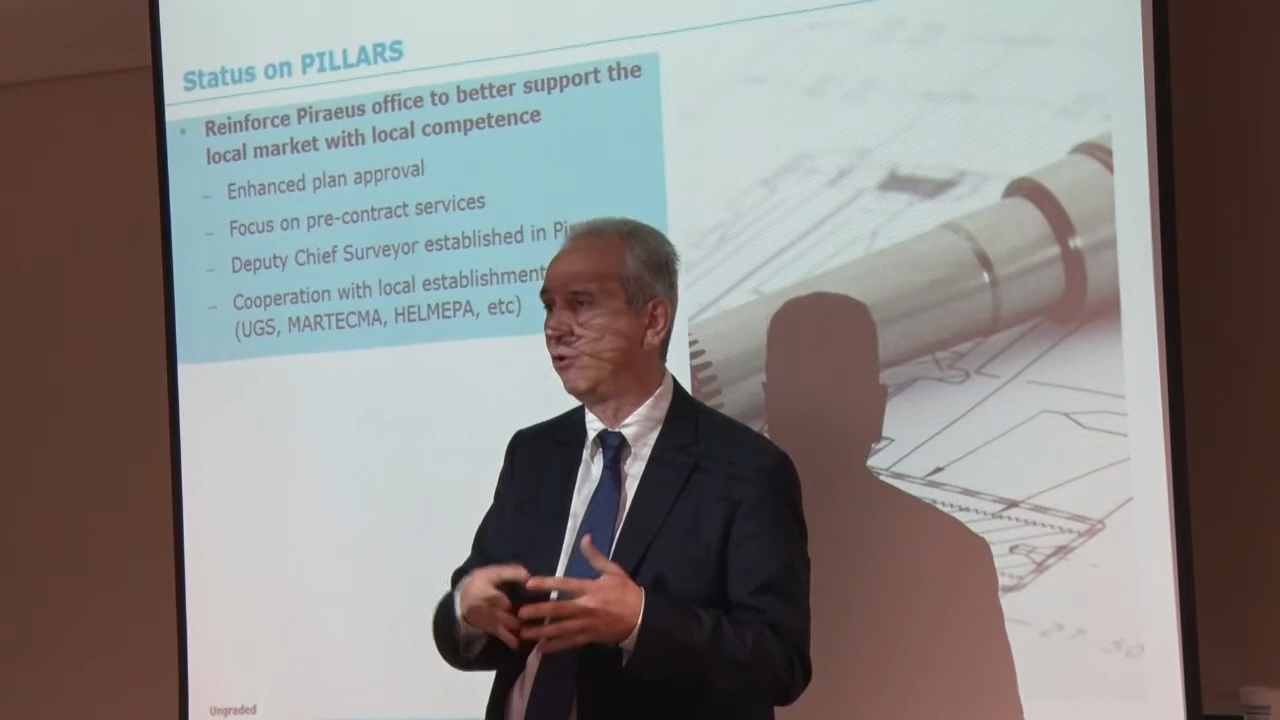 Status on PILLARS
Reinforce Piraeus office to better support the
local market with local competence
– Enhanced plan approval
– Focus on pre-contract services
– Deputy Chief Surveyor established in
– Cooperation with local establishment
(UGS, MARTECMA, HELMEPA, etc)
Ungraded